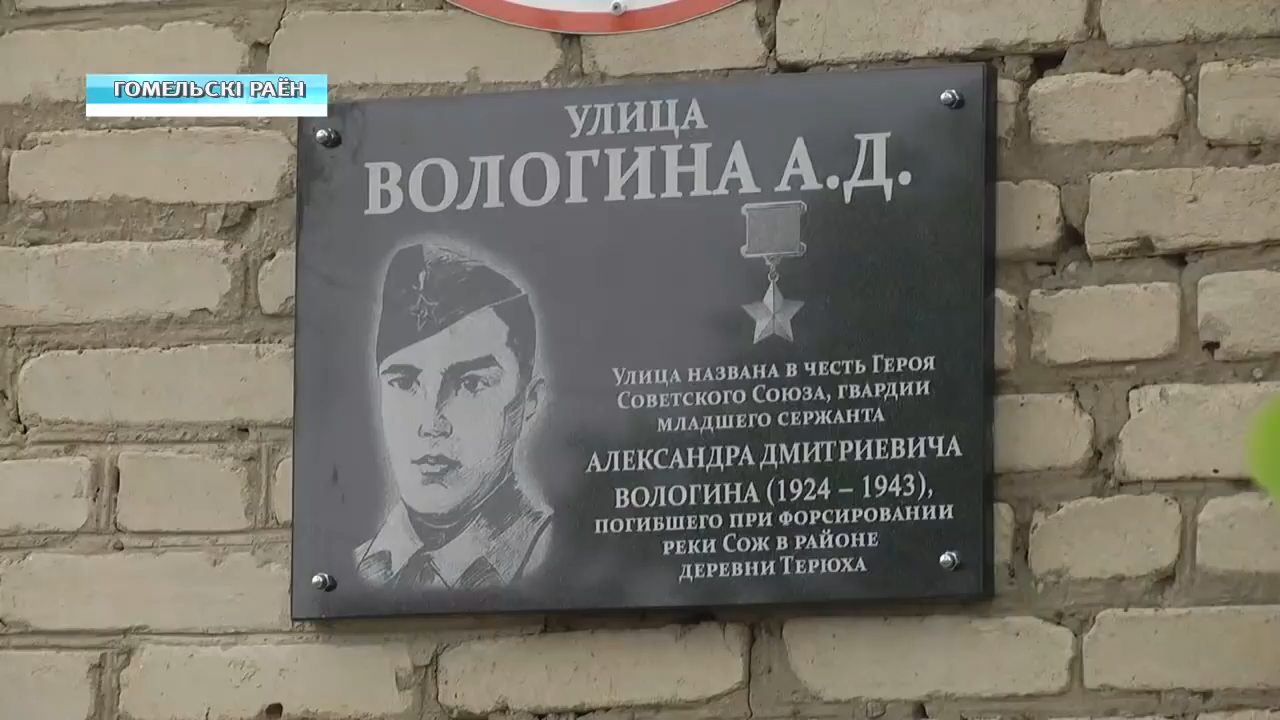 ГОМЕЛЬСКІ РАЁН
УЛИЦА
ВОЛОГИНА А.Д.
УЛИЦА НАЗВАНА В ЧЕСТЬ ГЕРОЯ
СОВЕТСКОГО СОЮЗА, ГВАРДИИ
МЛАДШЕГО СЕРЖАНТА
АЛЕКСАНДРА ДМИТРИЕВИЧА
ВОЛОГИНА (1924 – 1943),
ПОГИБШЕГО ПРИ ФОРСИРОВАНИИ
РЕКИ СОЖ В РАЙОНЕ
ДЕРЕВНИ ТЕРЮХА